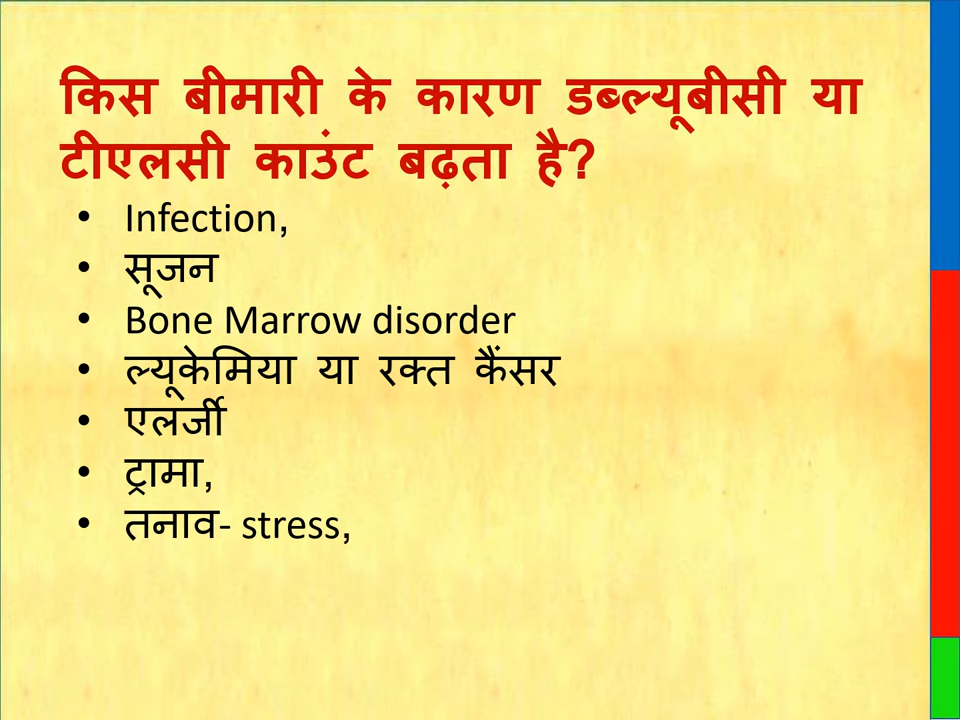 किस बीमारी के कारण डब्ल्यूबीसी या
टीएलसी काउंट बढ़ता है?
• Infection,
• सूजन
• Bone Marrow disorder
• ल्यूकेमिया या रक्त कैंसर
• एलर्जी
• ट्रामा,
• तनाव- stress,